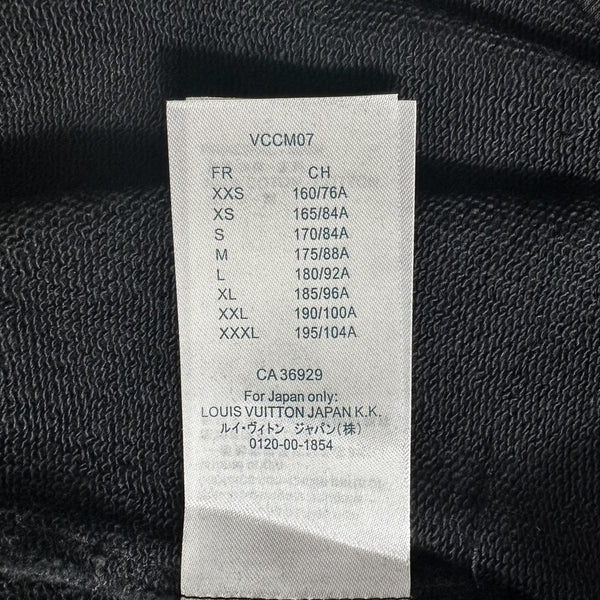 VCCM07
FR CH
XXS 160/76A
XS 165/84A
S 170/84A
M 175/88A
L 180/92A
XL 185/96A
XXL 190/100A
XXXL 195/104A
CA 36929
For Japan only:
LOUIS VUITTON JAPAN K.K.
ルイ・ヴィトン ジャパン(株)
0120-00-1854